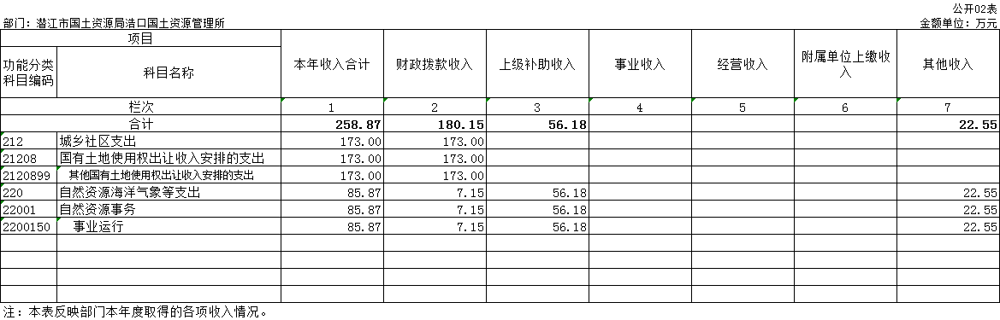 公开02表
部门：潜江市国土资源局浩口国土资源管理所 金额单位：万元
项目 本年收入合计 财政拨款收入 上级补助收入 事业收入 经营收入 附属单位上缴收入 其他收入
功能分类科目编码 科目名称
栏次 1 2 3 4 5 6 7
合计 258.87 180.15 56.18 22.55
212 城乡社区支出 173.00 173.00
21208 国有土地使用权出让收入安排的支出 173.00 173.00
2120899 其他国有土地使用权出让收入安排的支出 173.00 173.00
220 自然资源海洋气象等支出 85.87 7.15 56.18 22.55
22001 自然资源事务 85.87 7.15 56.18 22.55
2200150 事业运行 85.87 7.15 56.18 22.55
注：本表反映部门本年度取得的各项收入情况。